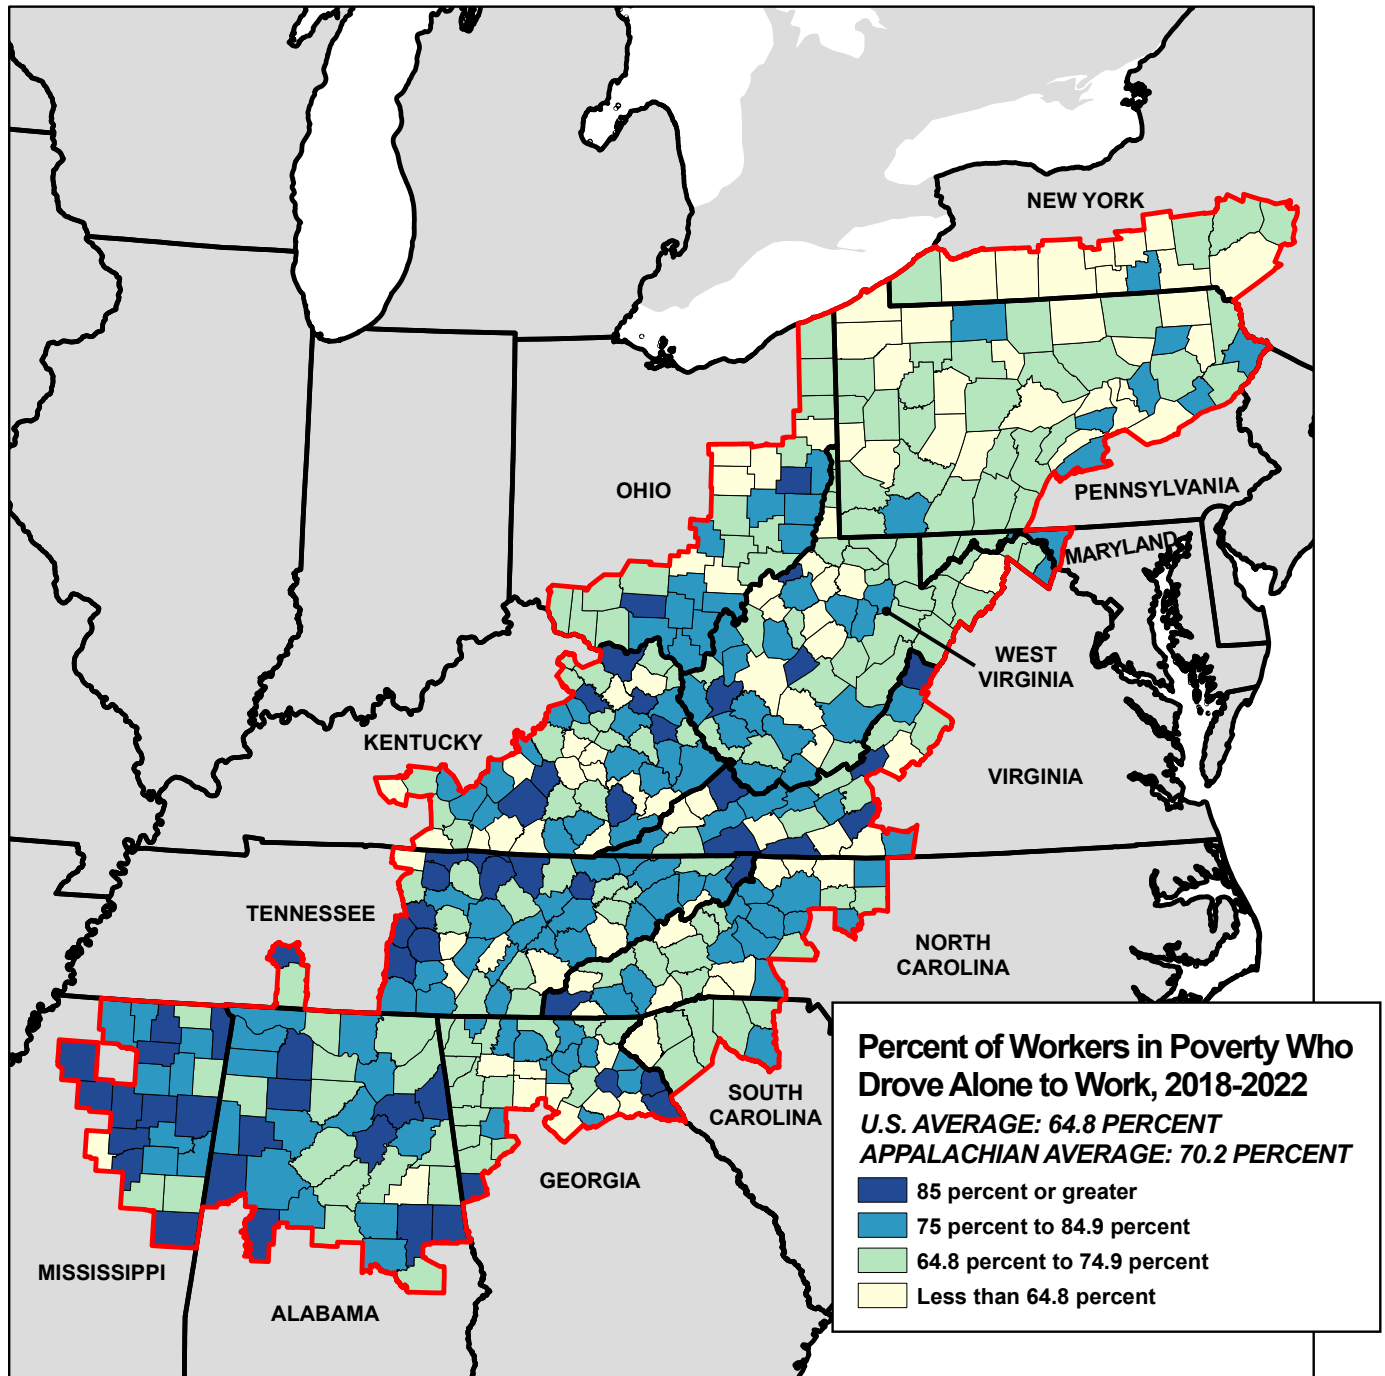 NEW YORK
OHIO
PENNSYLVANIA
MARYLAND
WEST
VIRGINIA
KENTUCKY
VIRGINIA
TENNESSEE
NORTH
CAROLINA
SOUTH
CAROLINA
GEORGIA
MISSISSIPPI
ALABAMA
Percent of Workers in Poverty Who
Drove Alone to Work, 2018-2022
U.S. AVERAGE: 64.8 PERCENT
APPALACHIAN AVERAGE: 70.2 PERCENT
85 percent or greater
75 percent to 84.9 percent
64.8 percent to 74.9 percent
Less than 64.8 percent